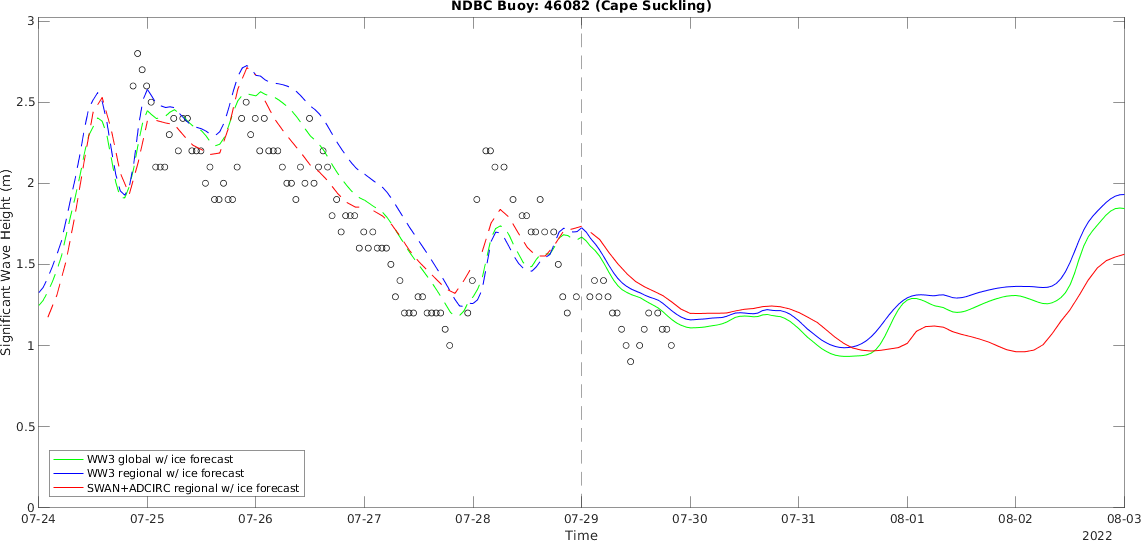 NDBC Buoy: 46082 (Cape Suckling)
3
2.5
2
1.5
1
0.5
0
Significant Wave Height (m)
WW3 global w/ ice forecast
WW3 regional w/ ice forecast
SWAN+ADCIRC regional w/ ice forecast
07-24 07-25 07-26 07-27 07-28 07-29 07-30 07-31 08-01 08-02 08-03
Time
2022